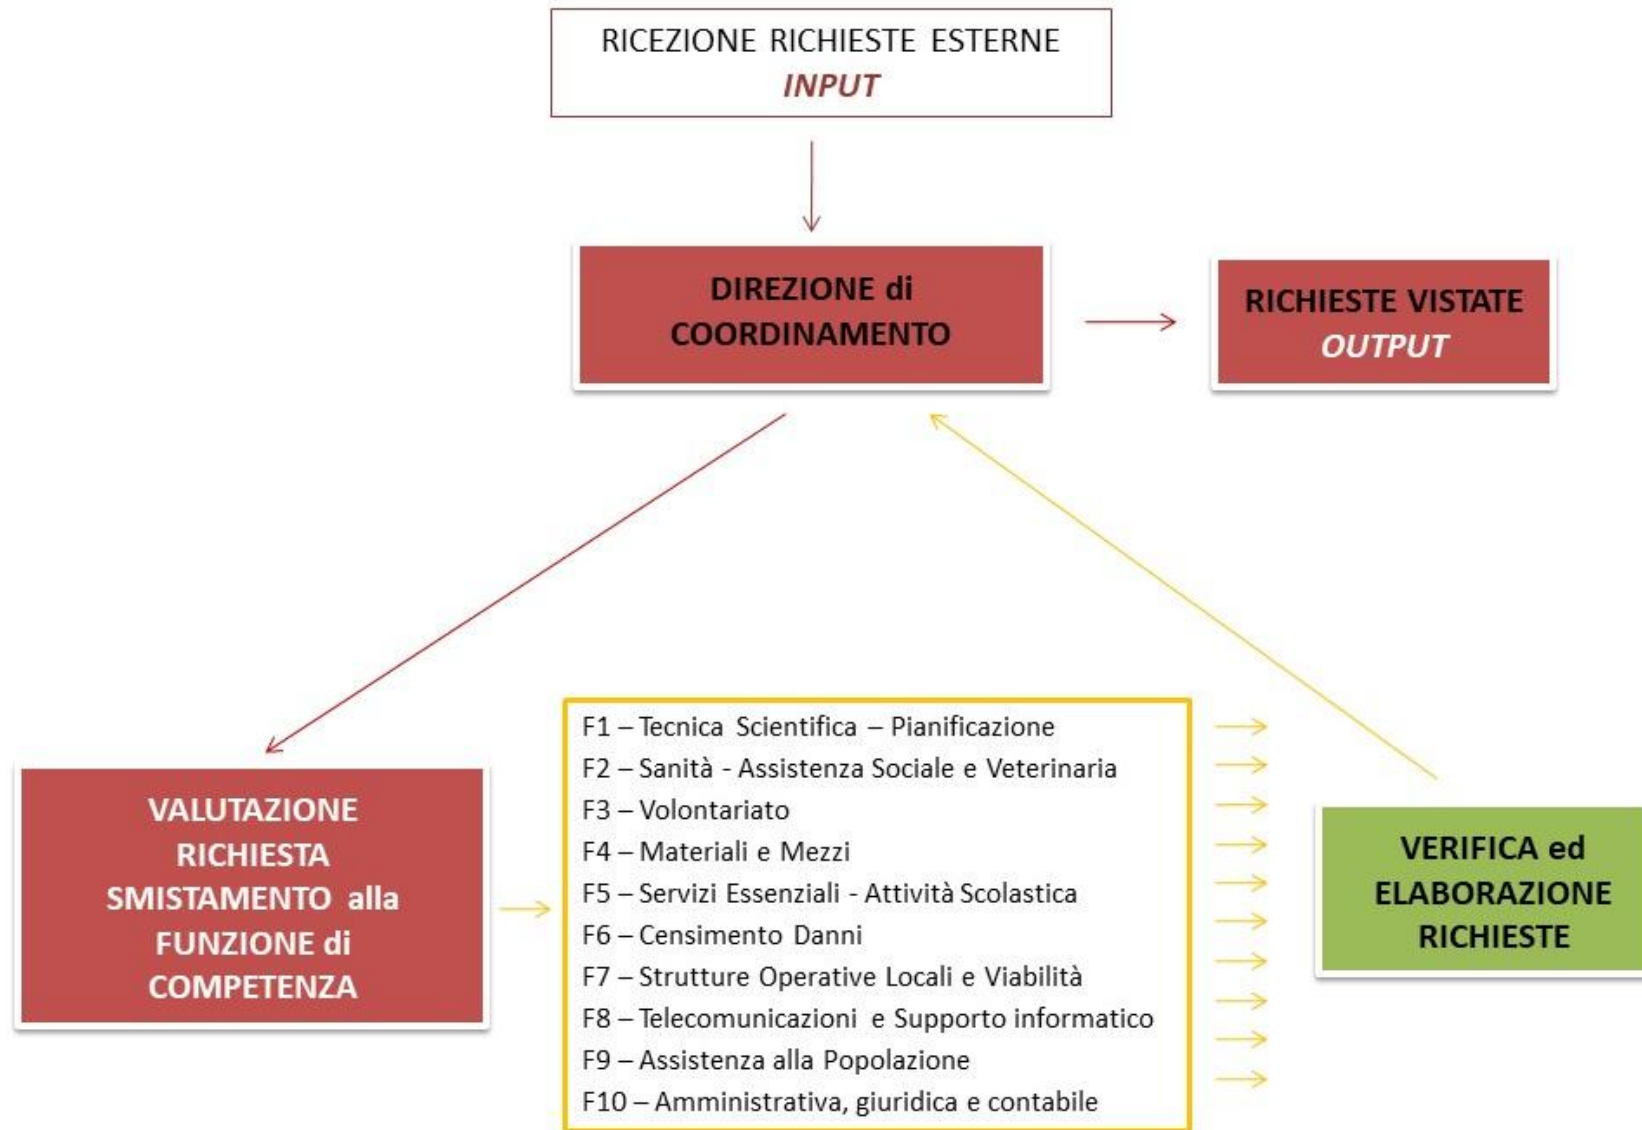 RICEZIONE RICHIESTE ESTERNE
INPUT
DIREZIONE di
COORDINAMENTO
RICHIESTE VISTATE
OUTPUT
VALUTAZIONE
RICHIESTA
SMISTAMENTO alla
FUNZIONE di
COMPETENZA
F1 – Tecnica Scientifica – Pianificazione
F2 – Sanità - Assistenza Sociale e Veterinaria
F3 – Volontariato
F4 – Materiali e Mezzi
F5 – Servizi Essenziali - Attività Scolastica
F6 – Censimento Danni
F7 – Strutture Operative Locali e Viabilità
F8 – Telecomunicazioni e Supporto informatico
F9 – Assistenza alla Popolazione
F10 – Amministrativa, giuridica e contabile
VERIFICA ed
ELABORAZIONE
RICHIESTE